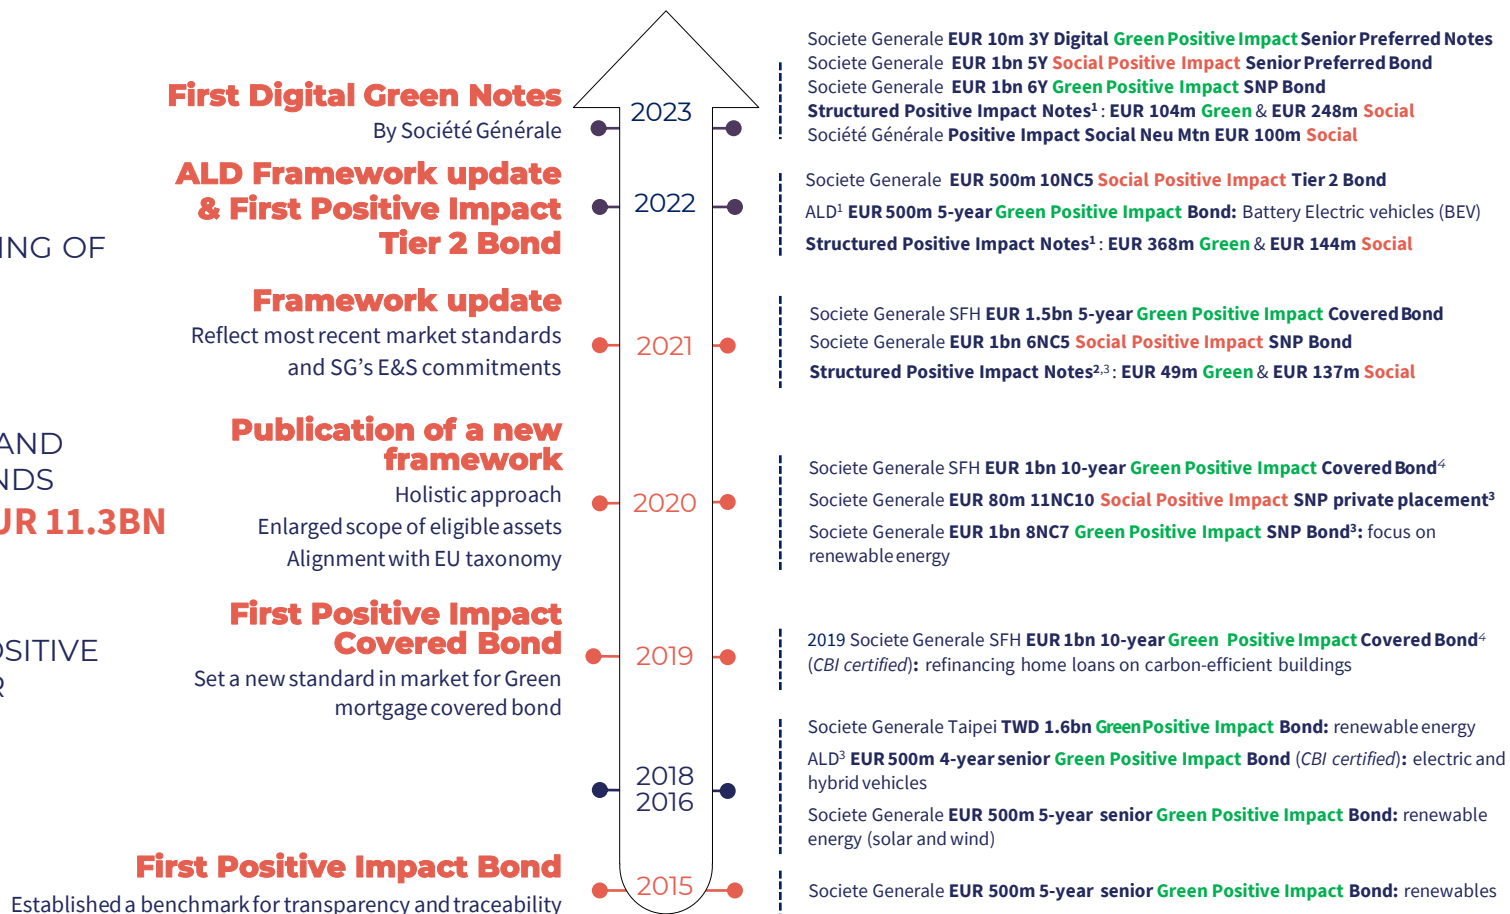 ING OF
AND
NDS
UR 11.3BN
OSITIVE
R
First Digital Green Notes
By Société Générale
2023
Societe Generale EUR 10m 3Y Digital Green Positive Impact Senior Preferred Notes
Societe Generale EUR 1bn 5Y Social Positive Impact Senior Preferred Bond
Societe Generale EUR 1bn 6Y Green Positive Impact SNP Bond
Structured Positive Impact Notes¹ : EUR 104m Green & EUR 248m Social
Société Générale Positive Impact Social Neu Mtn EUR 100m Social
ALD Framework update
& First Positive Impact
Tier 2 Bond
2022
Societe Generale EUR 500m 10NC5 Social Positive Impact Tier 2 Bond
ALD¹ EUR 500m 5-year Green Positive Impact Bond: Battery Electric vehicles (BEV)
Structured Positive Impact Notes¹ : EUR 368m Green & EUR 144m Social
Framework update
Reflect most recent market standards
and SG's E&S commitments
2021
Societe Generale SFH EUR 1.5bn 5-year Green Positive Impact Covered Bond
Societe Generale EUR 1bn 6NC5 Social Positive Impact SNP Bond
Structured Positive Impact Notes²,³ : EUR 49m Green & EUR 137m Social
Publication of a new
framework
Holistic approach
Enlarged scope of eligible assets
Alignment with EU taxonomy
2020
Societe Generale SFH EUR 1bn 10-year Green Positive Impact Covered Bond⁴
Societe Generale EUR 80m 11NC10 Social Positive Impact SNP private placement³
Societe Generale EUR 1bn 8NC7 Green Positive Impact SNP Bond³: focus on
renewable energy
First Positive Impact
Covered Bond
Set a new standard in market for Green
mortgage covered bond
2019
2019 Societe Generale SFH EUR 1bn 10-year Green Positive Impact Covered Bond⁴
(CBI certified): refinancing home loans on carbon-efficient buildings
2018
2016
Societe Generale Taipei TWD 1.6bn Green Positive Impact Bond: renewable energy
ALD³ EUR 500m 4-year senior Green Positive Impact Bond (CBI certified): electric and
hybrid vehicles
Societe Generale EUR 500m 5-year senior Green Positive Impact Bond: renewable
energy (solar and wind)
First Positive Impact Bond
Established a benchmark for transparency and traceability
2015
Societe Generale EUR 500m 5-year senior Green Positive Impact Bond: renewables